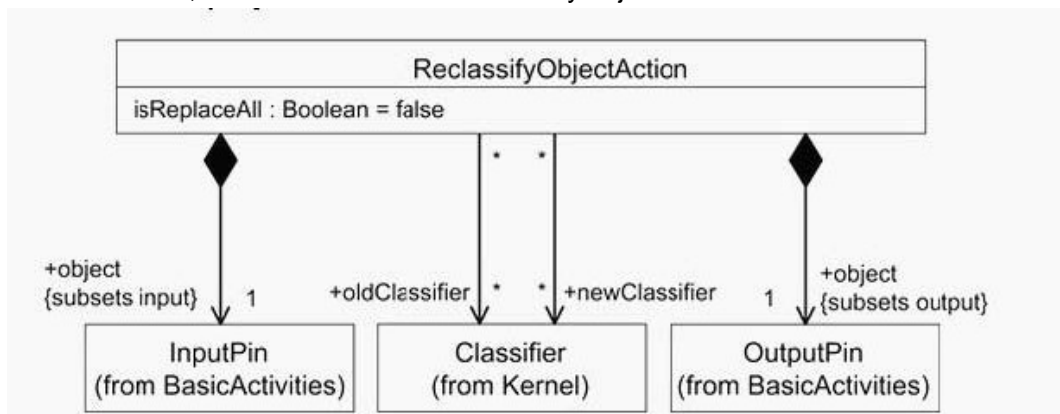 ReclassifyObjectAction
isReplaceAll : Boolean = false
* *
+object
{subsets input} 1
+oldClassifier * * +newClassifier
1 +object
{subsets output}
InputPin
(from BasicActivities)
Classifier
(from Kernel)
OutputPin
(from BasicActivities)